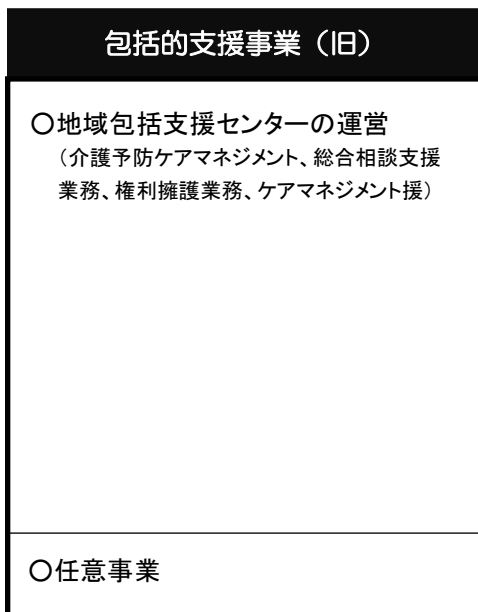 包括的支援事業（旧）
○地域包括支援センターの運営
（介護予防ケアマネジメント、総合相談支援
業務、権利擁護業務、ケアマネジメント援）
○任意事業